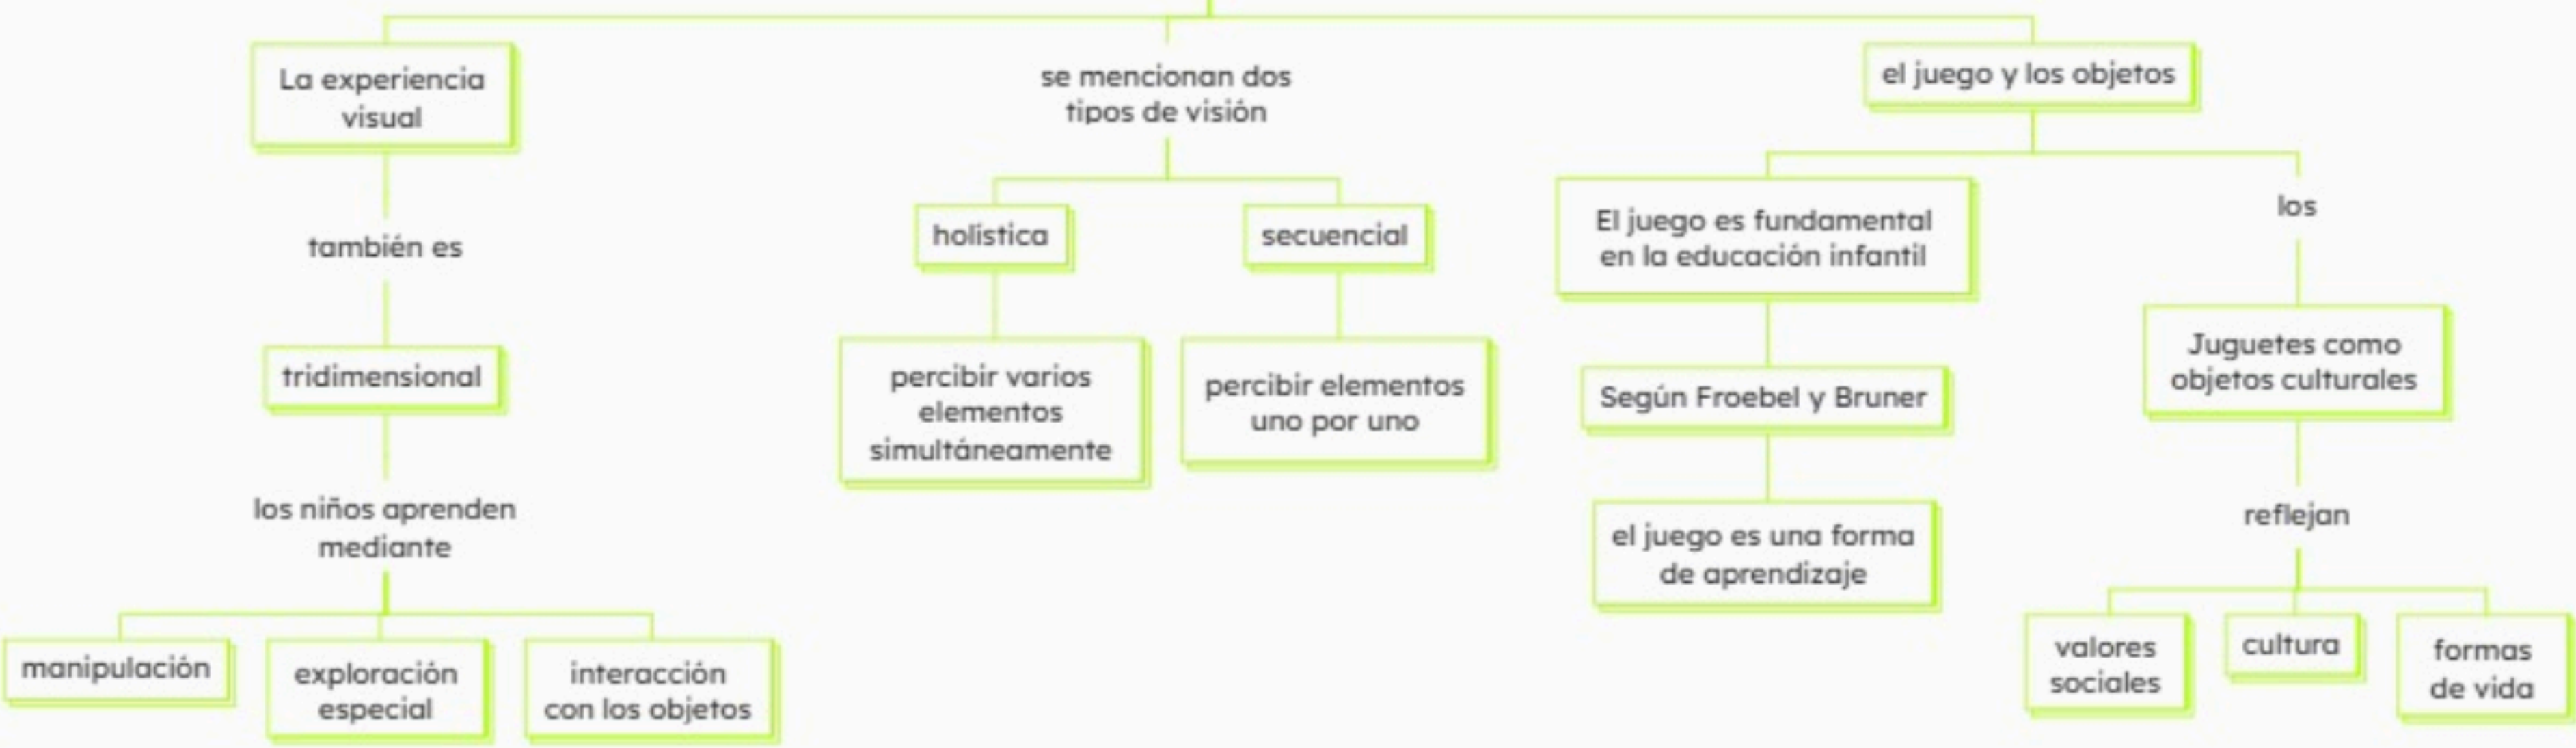 La experiencia
visual
también es
tridimensional
los niños aprenden
mediante
manipulación
exploración
especial
interacción
con los objetos
se mencionan dos
tipos de visión
holística
percibir varios
elementos
simultáneamente
secuencial
percibir elementos
uno por uno
el juego y los objetos
El juego es fundamental
en la educación infantil
Según Froebel y Bruner
el juego es una forma
de aprendizaje
los
Juguetes como
objetos culturales
reflejan
valores
sociales
cultura
formas
de vida